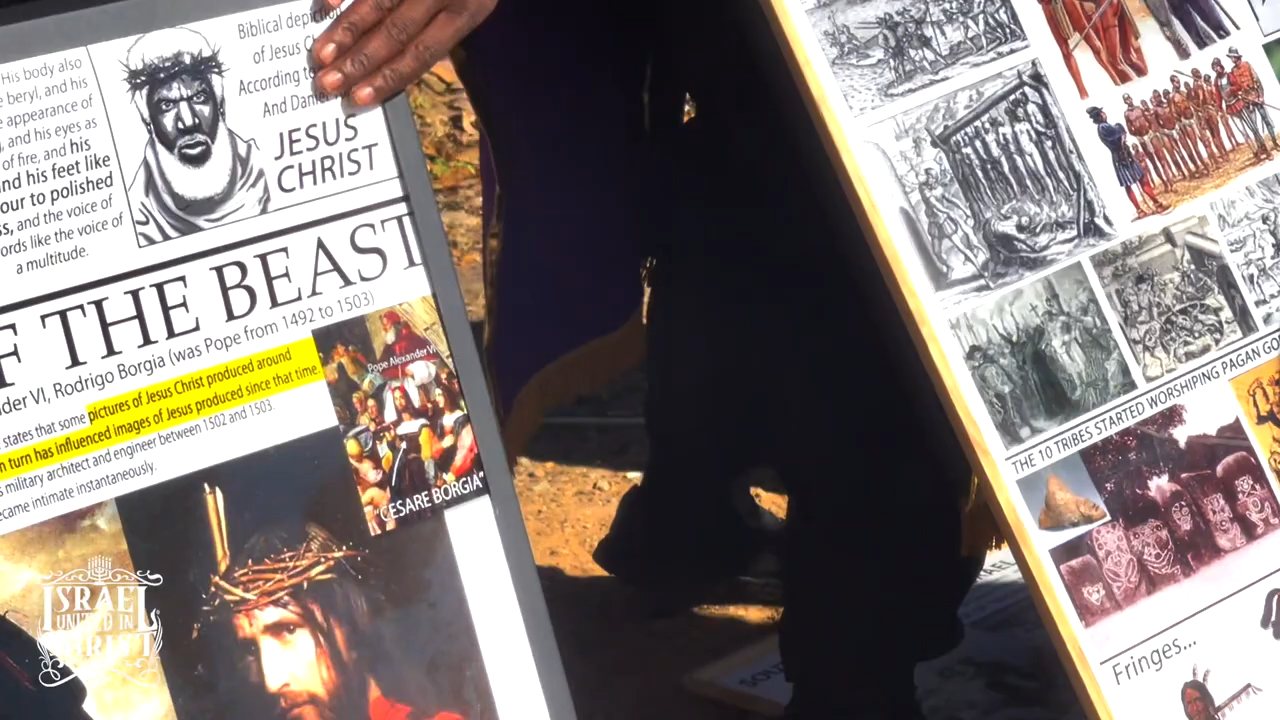 His body also
beryl, and his
appearance of
, and his eyes as
of fire, and his
nd his feet like
our to polished
ss, and the voice of
ords like the voice of
a multitude.
Biblical depiction
of Jesus
According to
And Daniel
JESUS
CHRIST
F THE BEAST
der VI, Rodrigo Borgia (was Pope from 1492 to 1503)
states that some pictures of Jesus Christ produced around
n turn has influenced images of Jesus produced since that time.
s military architect and engineer between 1502 and 1503.
came intimate instantaneously.
Pope Alexander VI
"CESARE BORGIA"
ISRAEL
UNITED IN
CHRIST
THE 10 TRIBES STARTED WORSHIPING PAGAN GO
Fringes...